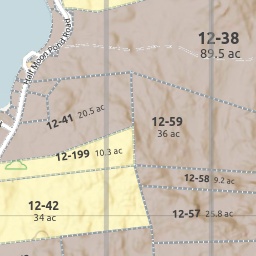 Half Moon Pond Road
12-38
89.5 ac
12-41 20.5 ac
12-59
36 ac
12-199 10.3 ac
12-58 9.2 ac
12-42
34 ac
12-57 25.8 ac